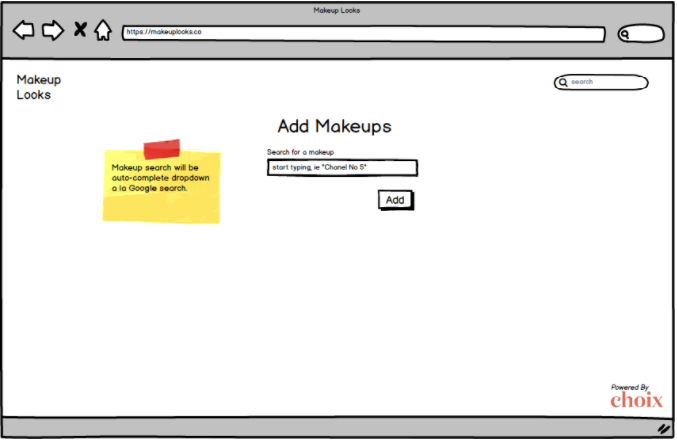 Makeup Looks
https://makeuplooks.co
Makeup
Looks
search
Add Makeups
Search for a makeup
start typing, ie "Chanel No 5"
Makeup search will be
auto-complete dropdown
a la Google search.
Add
Powered By
choix